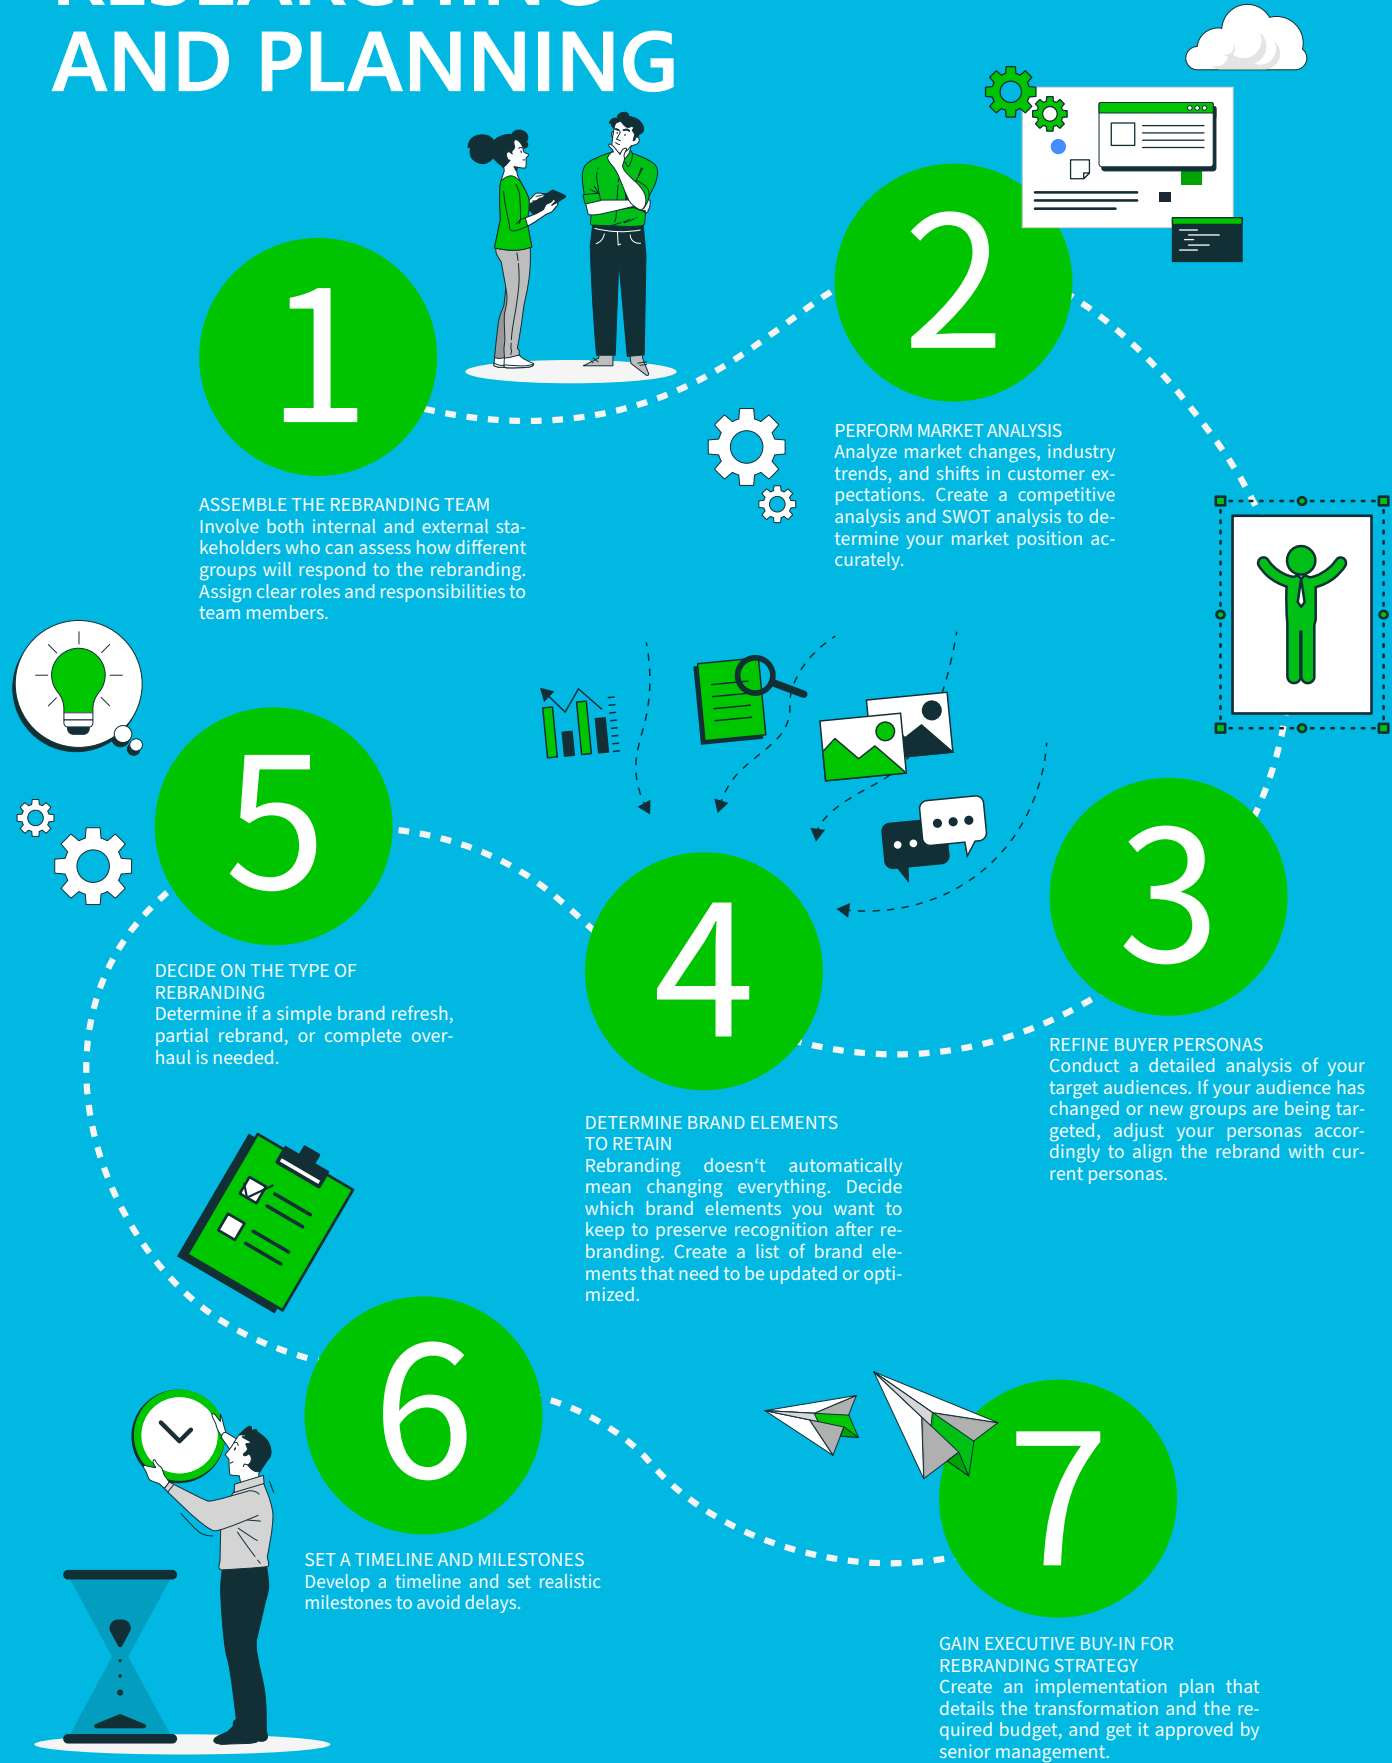 RESEARCHING
AND PLANNING
1
ASSEMBLE THE REBRANDING TEAM
Involve both internal and external sta-
keholders who can assess how different
groups will respond to the rebranding.
Assign clear roles and responsibilities to
team members.
2
PERFORM MARKET ANALYSIS
Analyze market changes, industry
trends, and shifts in customer ex-
pectations. Create a competitive
analysis and SWOT analysis to de-
termine your market position ac-
curately.
3
REFINE BUYER PERSONAS
Conduct a detailed analysis of your
target audiences. If your audience has
changed or new groups are being tar-
geted, adjust your personas accor-
dingly to align the rebrand with cur-
rent personas.
4
DETERMINE BRAND ELEMENTS
TO RETAIN
Rebranding doesn‘t automatically
mean changing everything. Decide
which brand elements you want to
keep to preserve recognition after re-
branding. Create a list of brand ele-
ments that need to be updated or opti-
mized.
5
DECIDE ON THE TYPE OF
REBRANDING
Determine if a simple brand refresh,
partial rebrand, or complete over-
haul is needed.
6
SET A TIMELINE AND MILESTONES
Develop a timeline and set realistic
milestones to avoid delays.
7
GAIN EXECUTIVE BUY-IN FOR
REBRANDING STRATEGY
Create an implementation plan that
details the transformation and the re-
quired budget, and get it approved by
senior management.